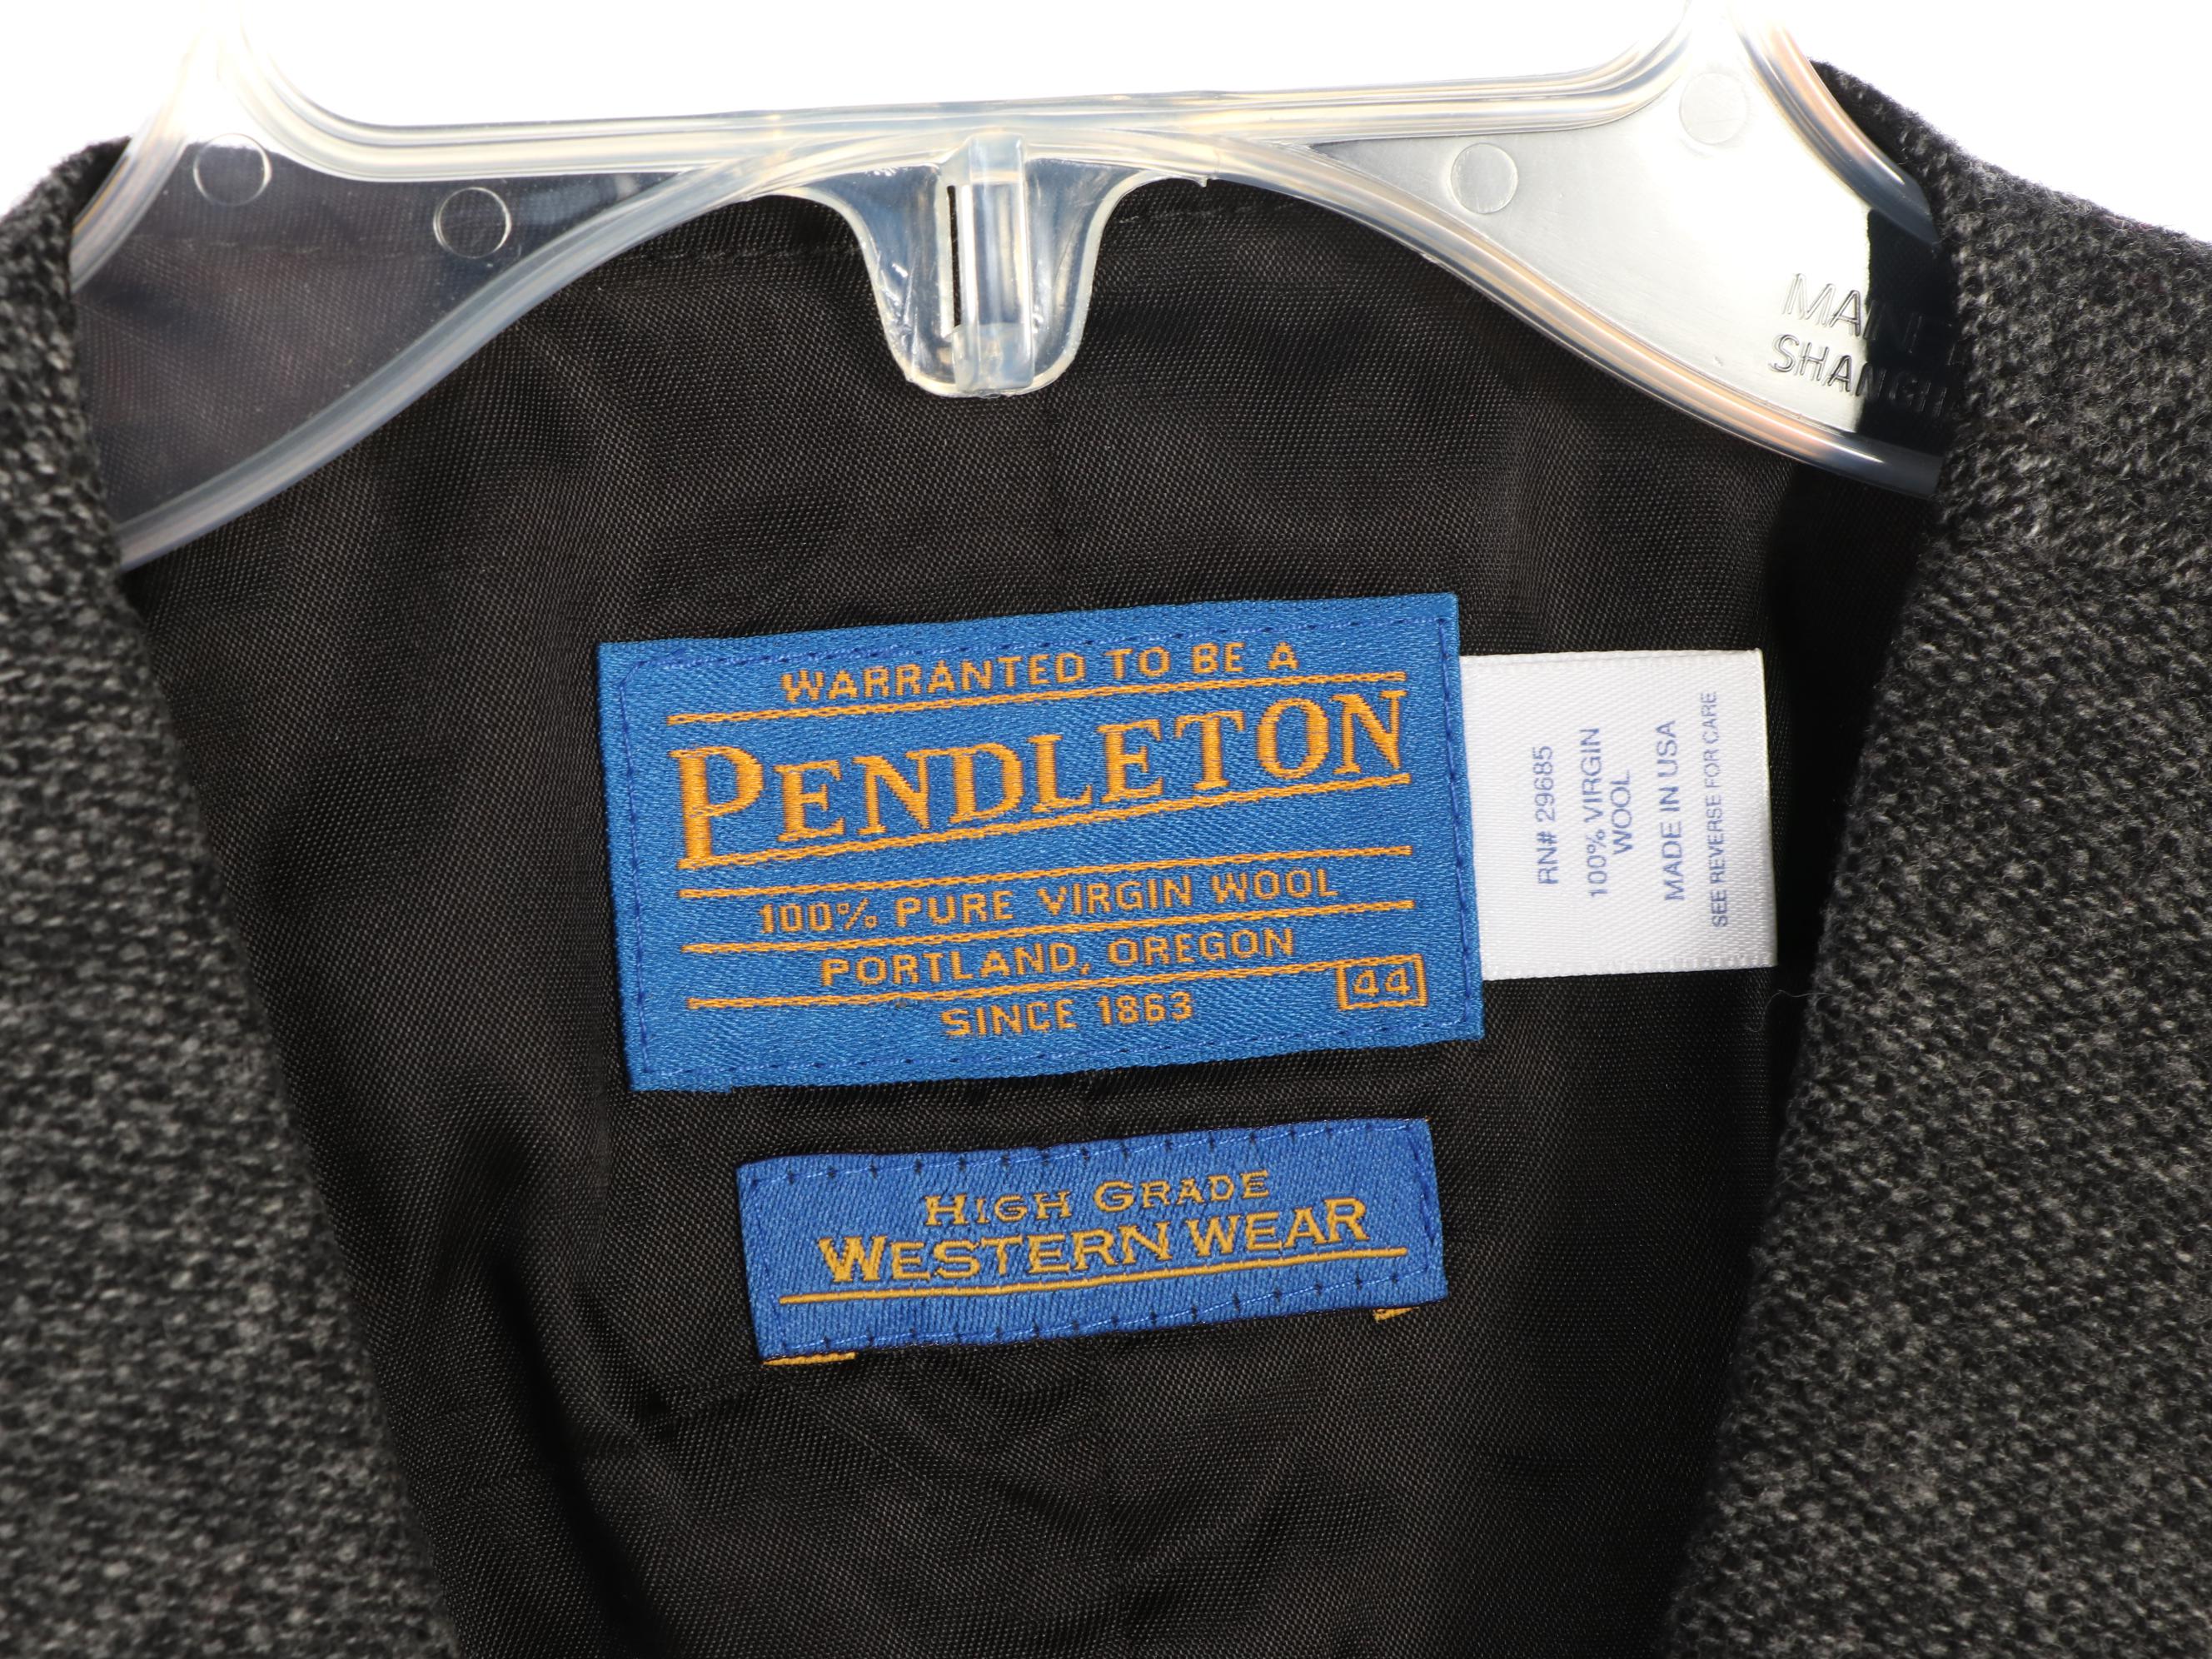 WARRANTED TO BE A
PENDLETON
100% PURE VIRGIN WOOL
PORTLAND, OREGON
SINCE 1863
44
RN# 29685
100% VIRGIN
WOOL
MADE IN USA
SEE REVERSE FOR CARE
HIGH GRADE
WESTERN WEAR